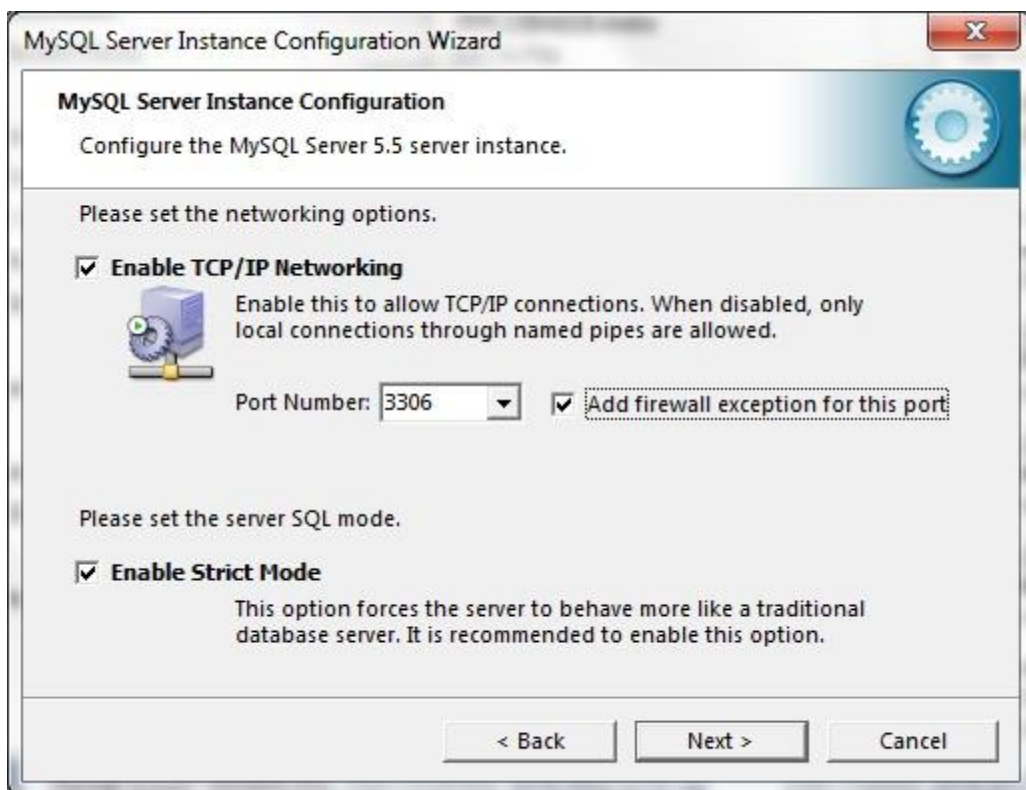 MySQL Server Instance Configuration Wizard
MySQL Server Instance Configuration
Configure the MySQL Server 5.5 server instance.
Please set the networking options.
Enable TCP/IP Networking
Enable this to allow TCP/IP connections. When disabled, only
local connections through named pipes are allowed.
Port Number: 3306 Add firewall exception for this port
Please set the server SQL mode.
Enable Strict Mode
This option forces the server to behave more like a traditional
database server. It is recommended to enable this option.
< Back Next > Cancel